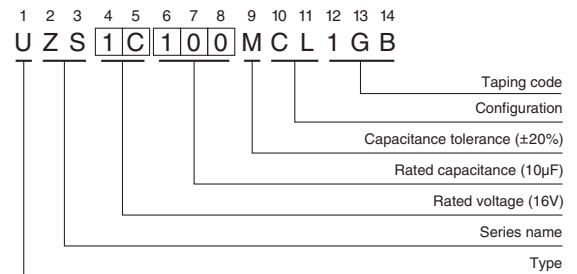 1 2 3 4 5 6 7 8 9 10 11 12 13 14
U Z S 1 C 1 0 0 M C L 1 G B
Taping code
Configuration
Capacitance tolerance (±20%)
Rated capacitance (10µF)
Rated voltage (16V)
Series name
Type